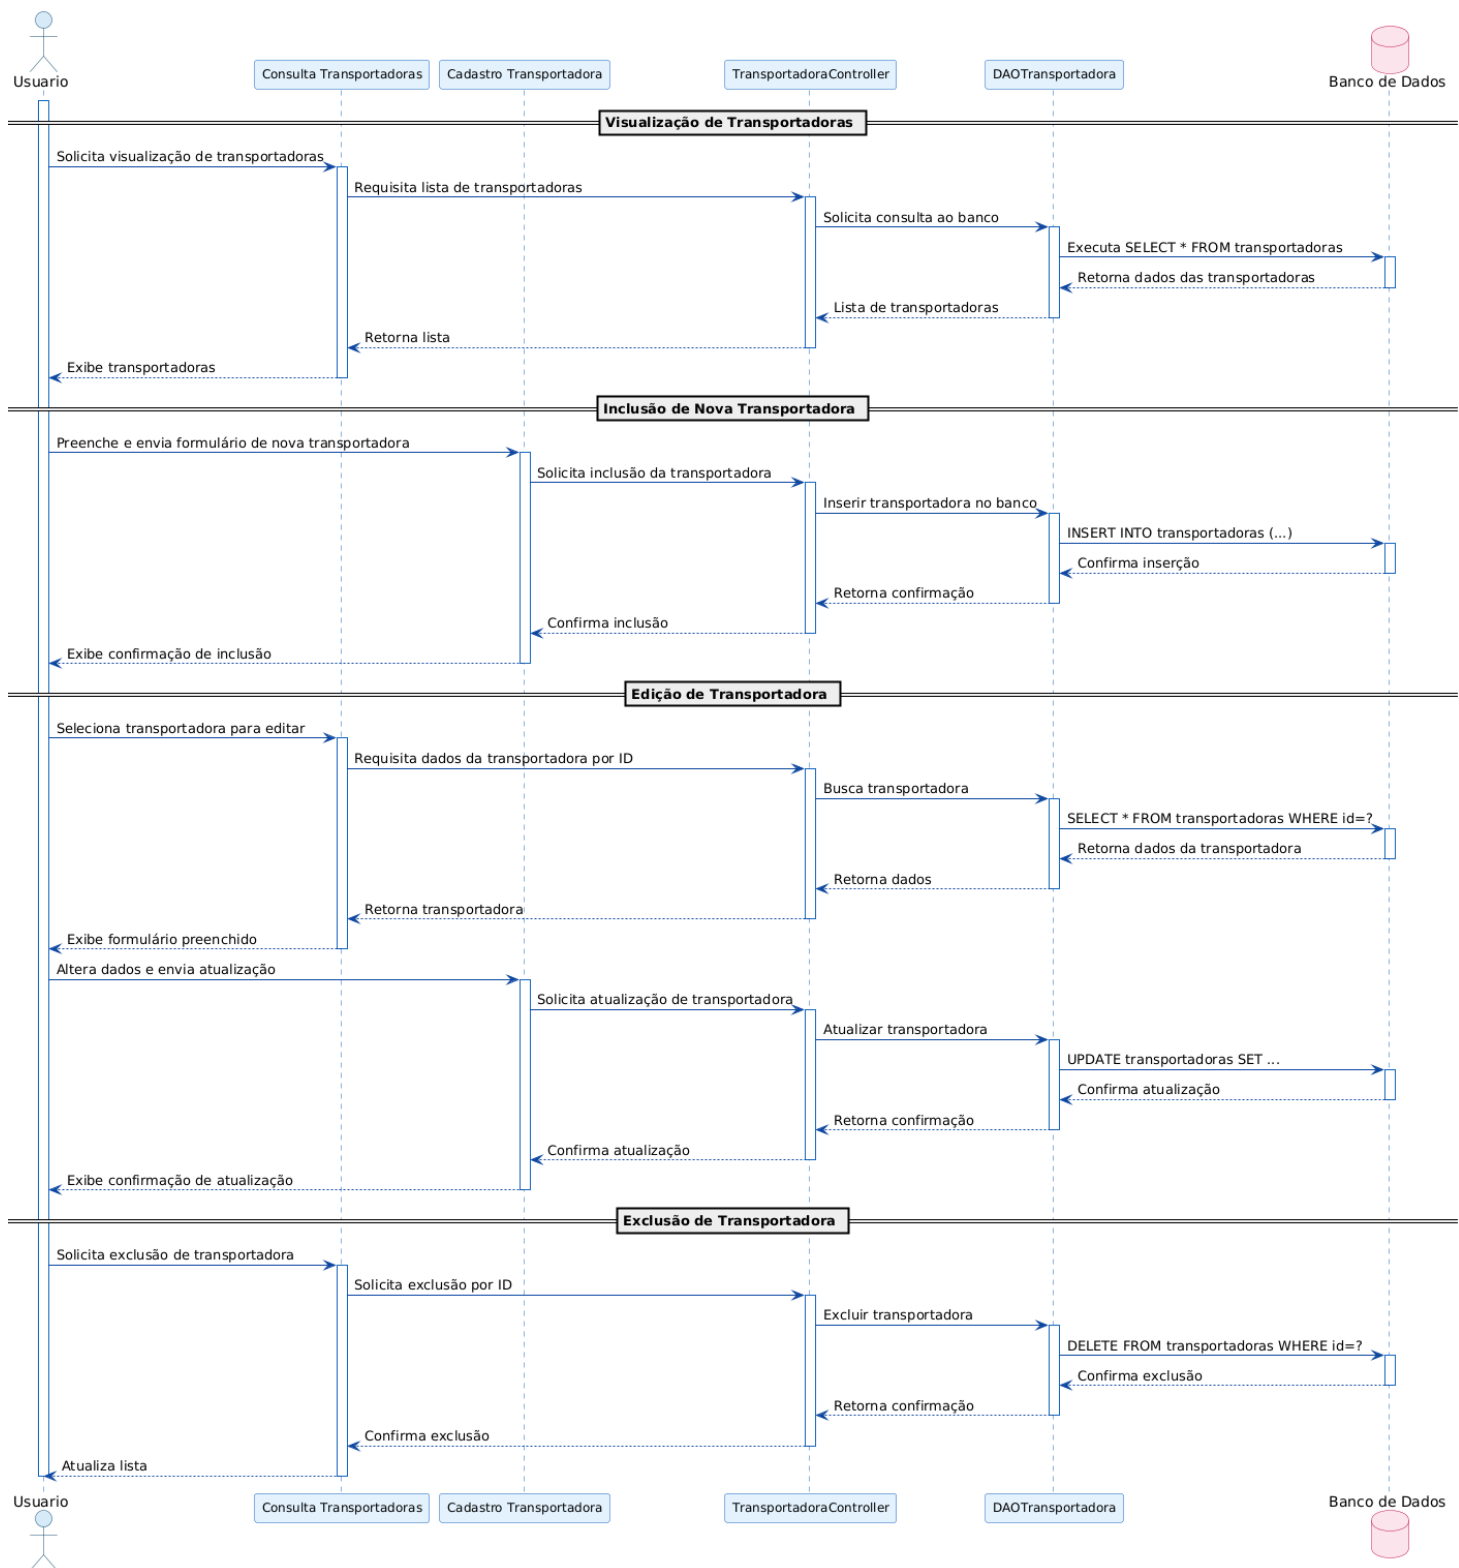 Usuario
Consulta Transportadoras
Cadastro Transportadora
TransportadoraController
DAOTransportadora
Banco de Dados
Visualização de Transportadoras
Solicita visualização de transportadoras
Requisita lista de transportadoras
Solicita consulta ao banco
Executa SELECT * FROM transportadoras
Retorna dados das transportadoras
Lista de transportadoras
Retorna lista
Exibe transportadoras
Inclusão de Nova Transportadora
Preenche e envia formulário de nova transportadora
Solicita inclusão da transportadora
Inserir transportadora no banco
INSERT INTO transportadoras (...)
Confirma inserção
Retorna confirmação
Confirma inclusão
Exibe confirmação de inclusão
Edição de Transportadora
Seleciona transportadora para editar
Requisita dados da transportadora por ID
Busca transportadora
SELECT * FROM transportadoras WHERE id=?
Retorna dados da transportadora
Retorna dados
Retorna transportadora
Exibe formulário preenchido
Altera dados e envia atualização
Solicita atualização de transportadora
Atualizar transportadora
UPDATE transportadoras SET ...
Confirma atualização
Retorna confirmação
Confirma atualização
Exibe confirmação de atualização
Exclusão de Transportadora
Solicita exclusão de transportadora
Solicita exclusão por ID
Excluir transportadora
DELETE FROM transportadoras WHERE id=?
Confirma exclusão
Retorna confirmação
Confirma exclusão
Atualiza lista
Usuario
Consulta Transportadoras
Cadastro Transportadora
TransportadoraController
DAOTransportadora
Banco de Dados